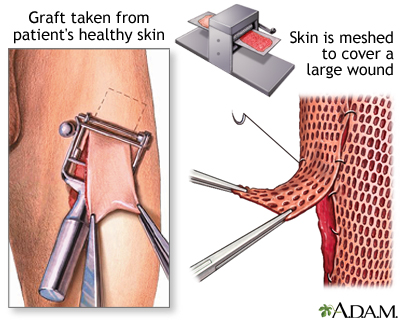 Graft taken from
patient's healthy skin
Skin is meshed
to cover a
large wound
A.D.A.M.